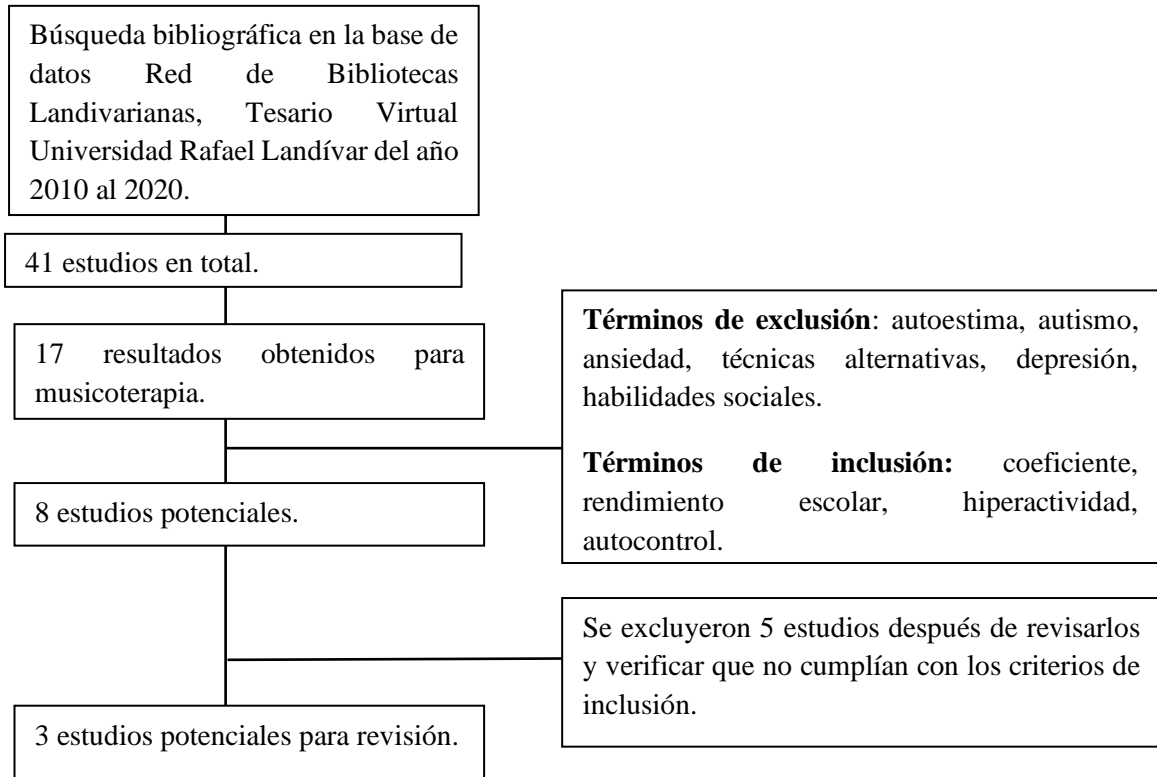 Búsqueda bibliográfica en la base de
datos Red de Bibliotecas
Landivarianas, Tesario Virtual
Universidad Rafael Landívar del año
2010 al 2020.
41 estudios en total.
17 resultados obtenidos para
musicoterapia.
Términos de exclusión: autoestima, autismo,
ansiedad, técnicas alternativas, depresión,
habilidades sociales.
Términos de inclusión: coeficiente,
rendimiento escolar, hiperactividad,
autocontrol.
8 estudios potenciales.
Se excluyeron 5 estudios después de revisarlos
y verificar que no cumplían con los criterios de
inclusión.
3 estudios potenciales para revisión.